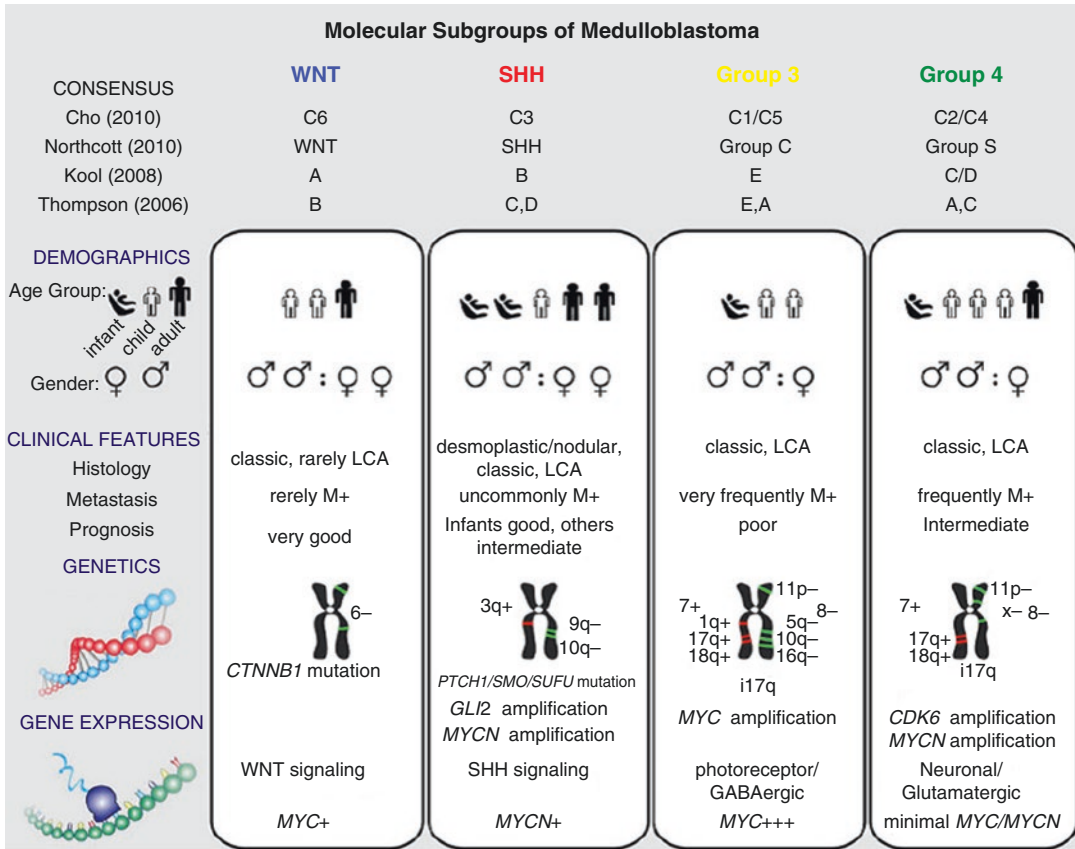 Molecular Subgroups of Medulloblastoma
CONSENSUS WNT SHH Group 3 Group 4
Cho (2010) C6 C3 C1/C5 C2/C4
Northcott (2010) WNT SHH Group C Group S
Kool (2008) A B E C/D
Thompson (2006) B C,D E,A A,C
DEMOGRAPHICS
Age Group:
infant child adult
Gender: ♀ ♂ ♂ ♂ : ♀ ♀ ♂ ♂ : ♀ ♀ ♂ ♂ : ♀ ♂ ♂ : ♀
CLINICAL FEATURES
Histology classic, rarely LCA desmoplastic/nodular, classic, LCA classic, LCA classic, LCA
Metastasis rerely M+ uncommonly M+ very frequently M+ frequently M+
Prognosis very good Infants good, others intermediate poor Intermediate
GENETICS
6–
CTNNB1 mutation
3q+
9q–
10q–
PTCH1/SMO/SUFU mutation
GLI2 amplification
MYCN amplification
7+ 11p– 8–
1q+ 5q–
17q+ 10q–
18q+ 16q–
i17q
MYC amplification
7+ 11p– x– 8–
17q+
18q+
i17q
CDK6 amplification
MYCN amplification
GENE EXPRESSION
WNT signaling
MYC+
SHH signaling
MYCN+
photoreceptor/
GABAergic
MYC+++
Neuronal/
Glutamatergic
minimal MYC/MYCN